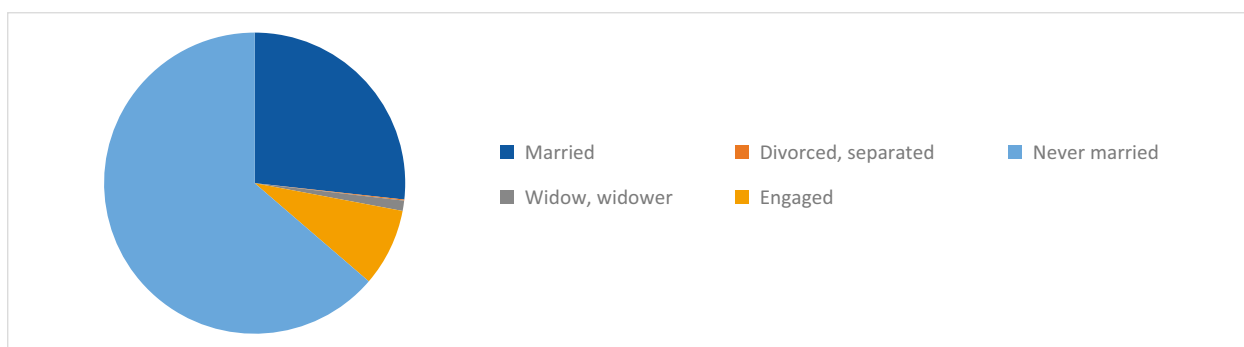 Married
Divorced, separated
Never married
Widow, widower
Engaged